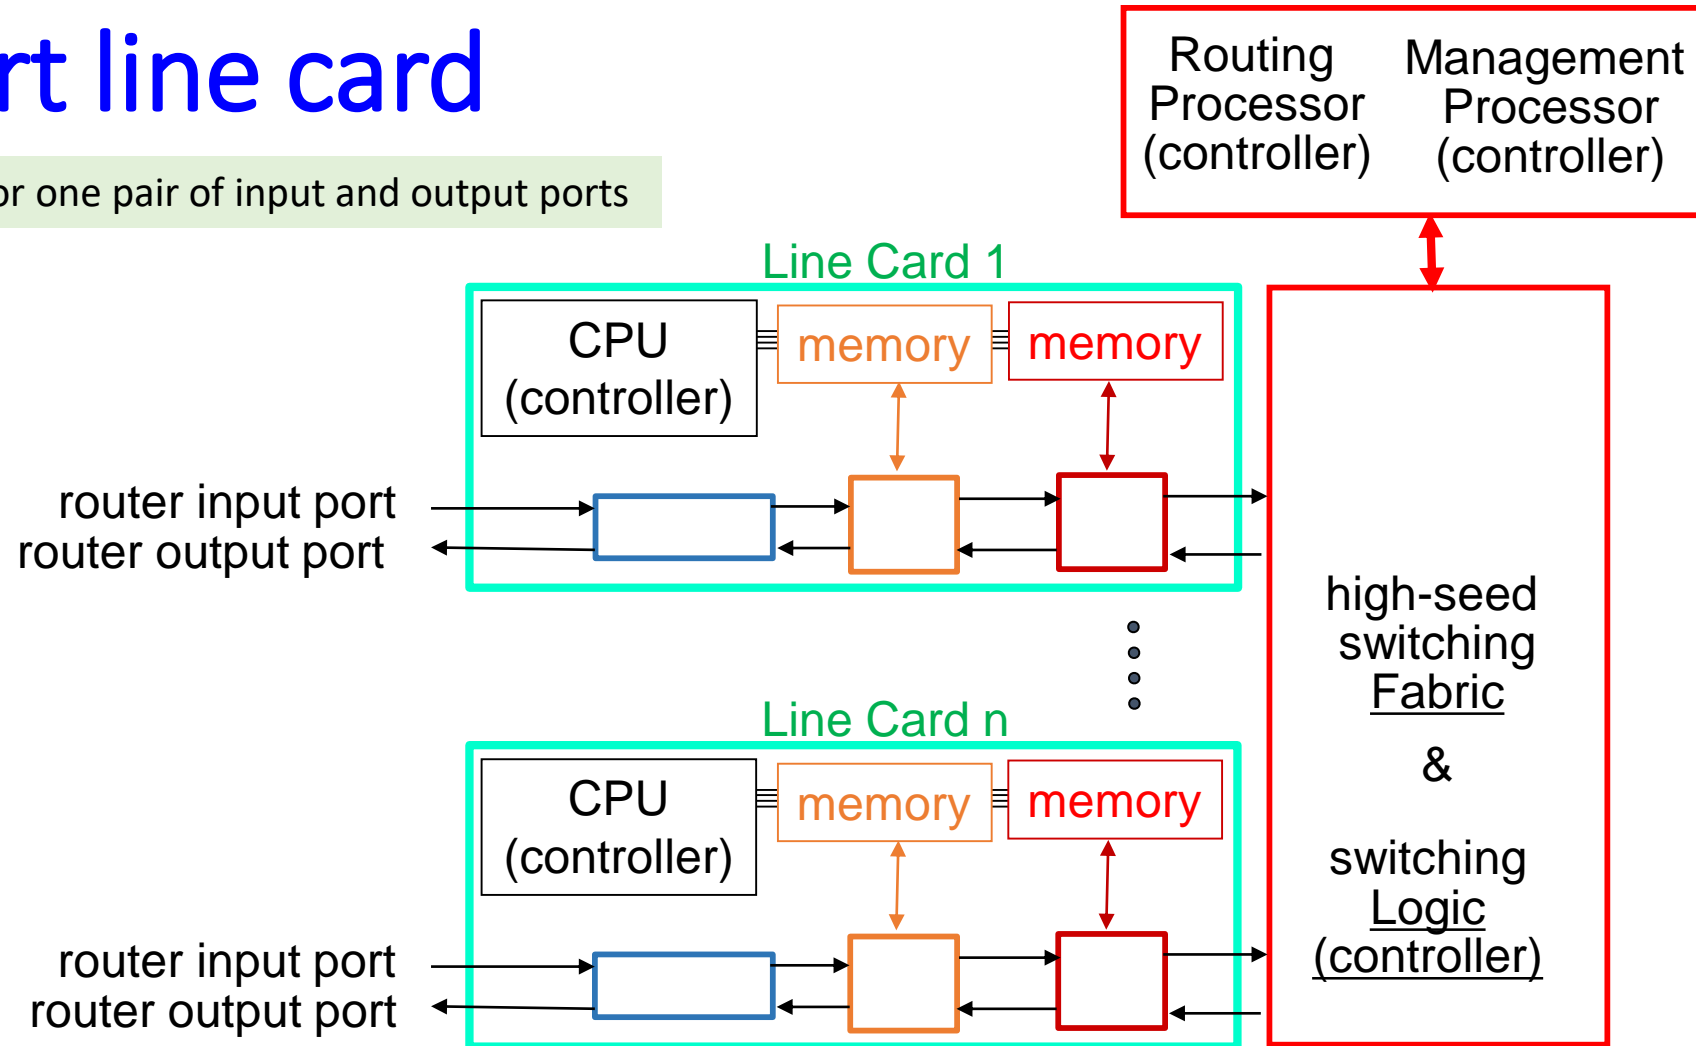 rt line card
or one pair of input and output ports
Routing
Processor
(controller)
Management
Processor
(controller)
Line Card 1
CPU
(controller)
memory
memory
router input port
router output port
high-seed
switching
Fabric
&
switching
Logic
(controller)
Line Card n
CPU
(controller)
memory
memory
router input port
router output port